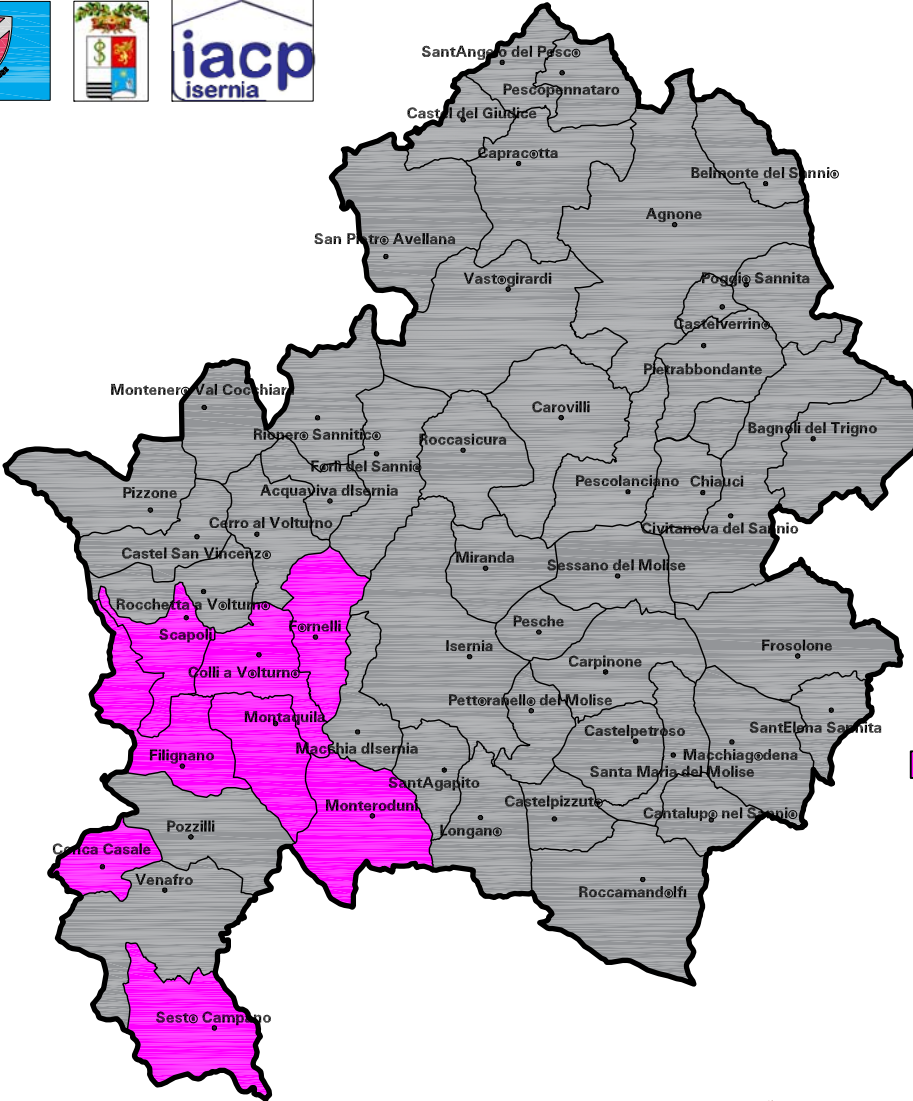 iacp
isernia
SantAngelo del Pesco
Pescopennataro
Castel del Giudice
Capracotta
Belmonte del Sannio
Agnone
San Pietro Avellana
Vastogirardi
Poggio Sannita
Castelverrino
Pietrabbondante
Montenero Val Cocchiara
Carovilli
Bagnoli del Trigno
Rionero Sannitico
Roccasicura
Forlì del Sannio
Pescolanciano
Chiauci
Pizzone
Acquaviva dIsernia
Cerro al Volturno
Civitanova del Sannio
Castel San Vincenzo
Miranda
Sessano del Molise
Rocchetta a Volturno
Scapoli
Fornelli
Pesche
Isernia
Frosolone
Carpinone
Colli a Volturno
Pettoranello del Molise
Montaquila
Castelpetroso
SantElena Sannita
Macchia dIsernia
Filignano
Macchiagodena
Santa Maria del Molise
SantAgapito
Monteroduni
Castelpizzuto
Cantalupo nel Sannio
Longano
Pozzilli
Conca Casale
Venafro
Roccamandolfi
Sesto Campano